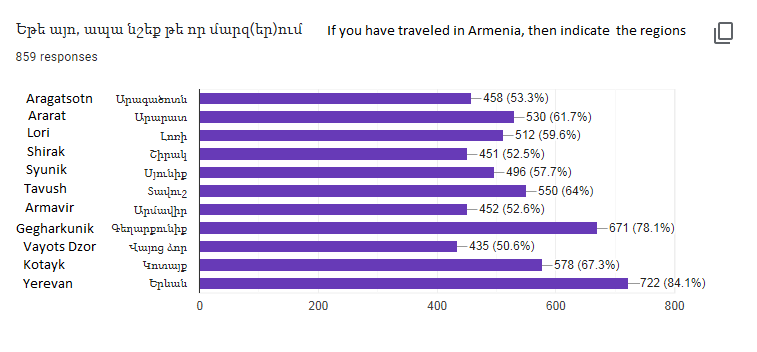 Եթե այո, ապա նշեք թե որ մարզ(եր)ում If you have traveled in Armenia, then indicate the regions
859 responses
Aragatsotn Արագածոտն 458 (53.3%)
Ararat Արարատ 530 (61.7%)
Lori Լոռի 512 (59.6%)
Shirak Շիրակ 451 (52.5%)
Syunik Սյունիք 496 (57.7%)
Tavush Տավուշ 550 (64%)
Armavir Արմավիր 452 (52.6%)
Gegharkunik Գեղարքունիք 671 (78.1%)
Vayots Dzor Վայոց ձոր 435 (50.6%)
Kotayk Կոտայք 578 (67.3%)
Yerevan Երևան 722 (84.1%)
0 200 400 600 800